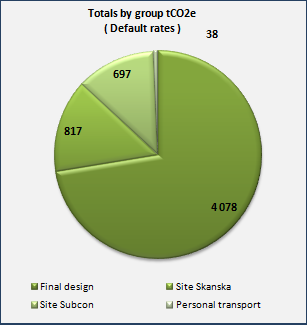 Totals by group tCO2e
( Default rates )
38
697
817
4 078
Final design
Site Skanska
Site Subcon
Personal transport